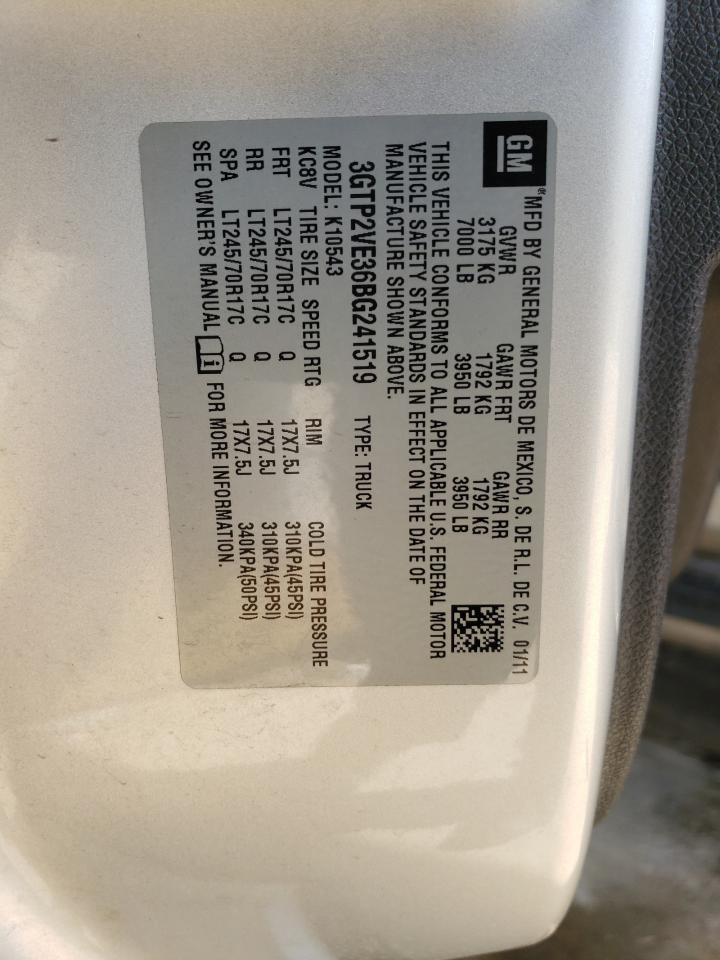 GM ® MFD BY GENERAL MOTORS DE MEXICO, S. DE R.L. DE C.V. 01/11
GVWR GAWR FRT GAWR RR
3175 KG 1792 KG 1792 KG
7000 LB 3950 LB 3950 LB
THIS VEHICLE CONFORMS TO ALL APPLICABLE U.S. FEDERAL MOTOR
VEHICLE SAFETY STANDARDS IN EFFECT ON THE DATE OF
MANUFACTURE SHOWN ABOVE.
3GTP2VE36BG241519 TYPE: TRUCK
MODEL: K10543
KC8V TIRE SIZE SPEED RTG RIM COLD TIRE PRESSURE
FRT LT245/70R17C Q 17X7.5J 310KPA(45PSI)
RR LT245/70R17C Q 17X7.5J 310KPA(45PSI)
SPA LT245/70R17C Q 17X7.5J 340KPA(50PSI)
SEE OWNER'S MANUAL i FOR MORE INFORMATION.